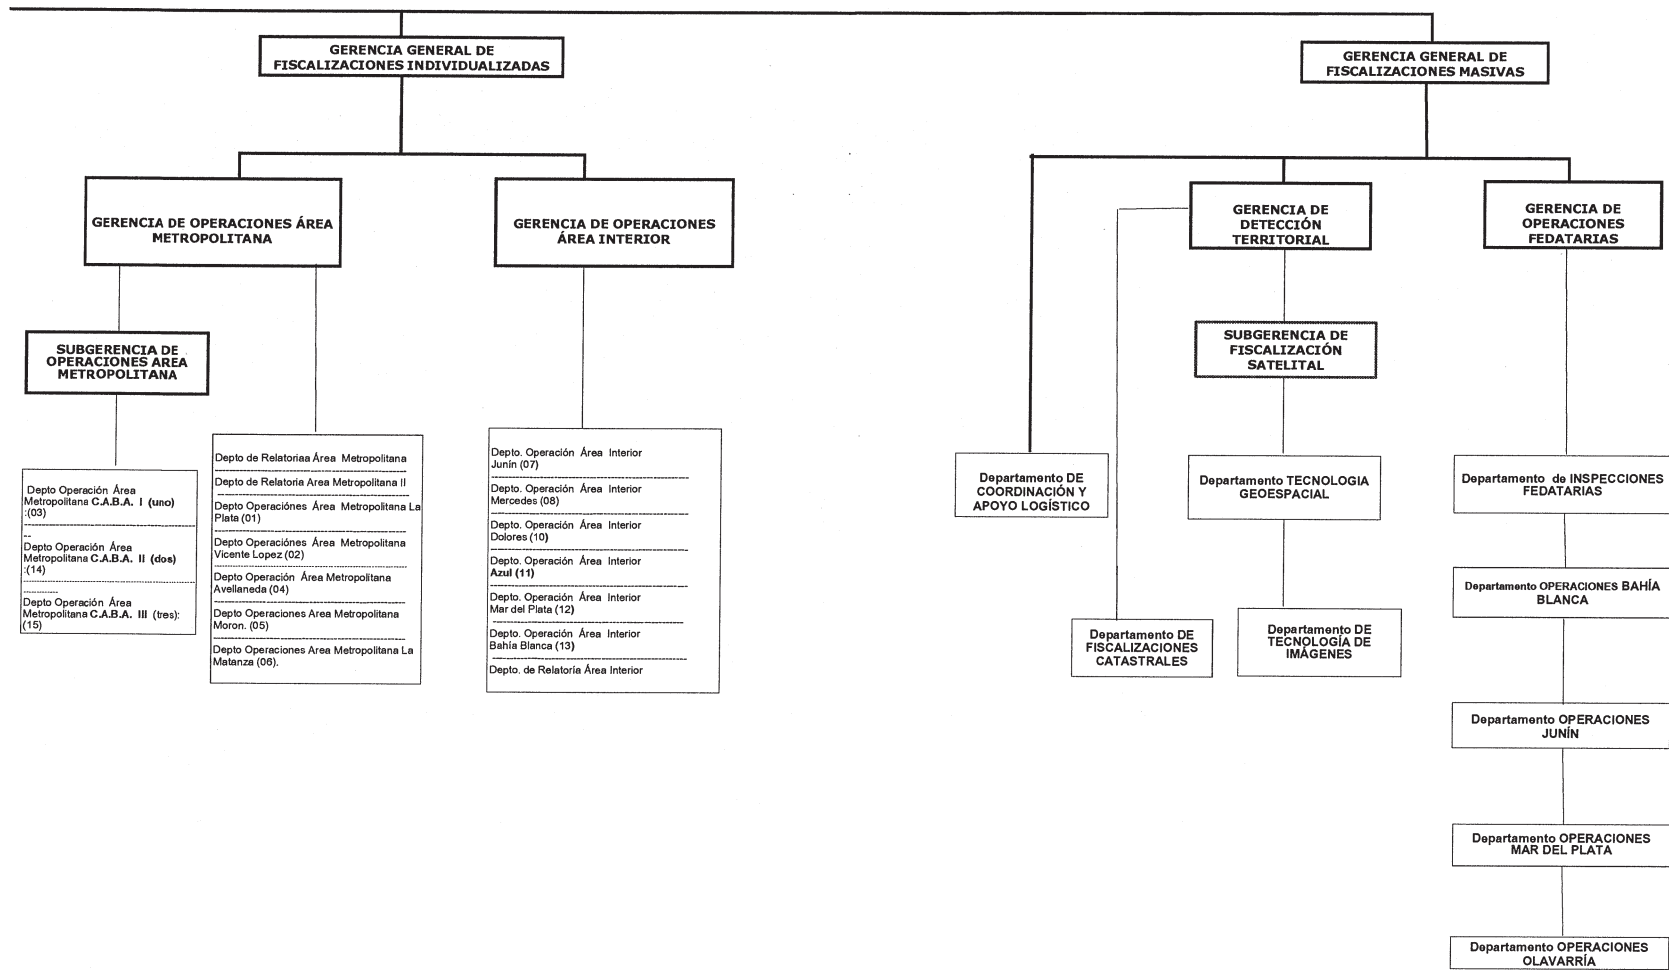 GERENCIA GENERAL DE
FISCALIZACIONES INDIVIDUALIZADAS
GERENCIA GENERAL DE
FISCALIZACIONES MASIVAS
GERENCIA DE OPERACIONES ÁREA
METROPOLITANA
GERENCIA DE OPERACIONES
ÁREA INTERIOR
GERENCIA DE
DETECCIÓN
TERRITORIAL
GERENCIA DE
OPERACIONES
FEDATARIAS
SUBGERENCIA DE
OPERACIONES AREA
METROPOLITANA
SUBGERENCIA DE
FISCALIZACIÓN
SATELITAL
Depto Operación Área
Metropolitana C.A.B.A. I (uno)
:(03)
Depto Operación Área
Metropolitana C.A.B.A. II (dos)
:(14)
Depto Operación Área
Metropolitana C.A.B.A. III (tres):
(15)
Depto de Relatoriaa Área Metropolitana
Depto de Relatoria Area Metropolitana II
Depto Operaciónes Área Metropolitana La
Plata (01)
Depto Operaciónes Área Metropolitana
Vicente Lopez (02)
Depto Operación Área Metropolitana
Avellaneda (04)
Depto Operaciones Area Metropolitana
Moron. (05)
Depto Operaciones Area Metropolitana La
Matanza (06).
Depto. Operación Área Interior
Junín (07)
Depto. Operación Área Interior
Mercedes (08)
Depto. Operación Área Interior
Dolores (10)
Depto. Operación Área Interior
Azul (11)
Depto. Operación Área Interior
Mar del Plata (12)
Depto. Operación Área Interior
Bahía Blanca (13)
Depto. de Relatoría Área Interior
Departamento DE
COORDINACIÓN Y
APOYO LOGÍSTICO
Departamento TECNOLOGIA
GEOESPACIAL
Departamento de INSPECCIONES
FEDATARIAS
Departamento OPERACIONES BAHÍA
BLANCA
Departamento DE
FISCALIZACIONES
CATASTRALES
Departamento DE
TECNOLOGÍA DE
IMÁGENES
Departamento OPERACIONES
JUNÍN
Departamento OPERACIONES
MAR DEL PLATA
Departamento OPERACIONES
OLAVARRÍA